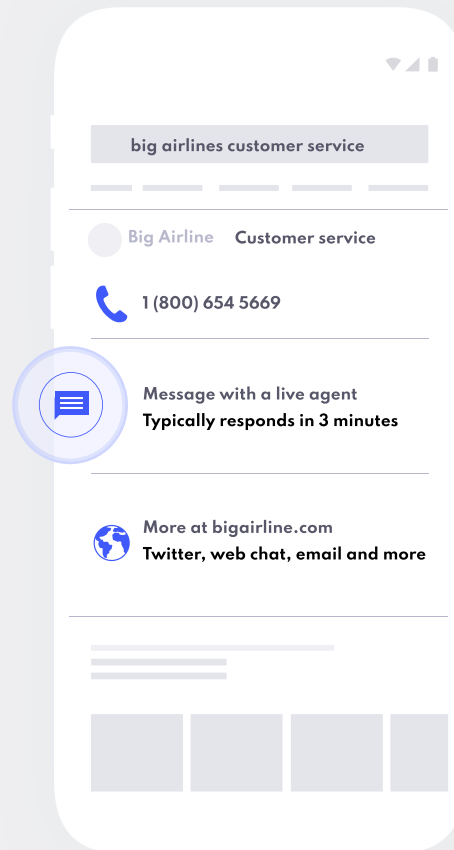 big airlines customer service
Big Airline Customer service
1 (800) 654 5669
Message with a live agent
Typically responds in 3 minutes
More at bigairline.com
Twitter, web chat, email and more